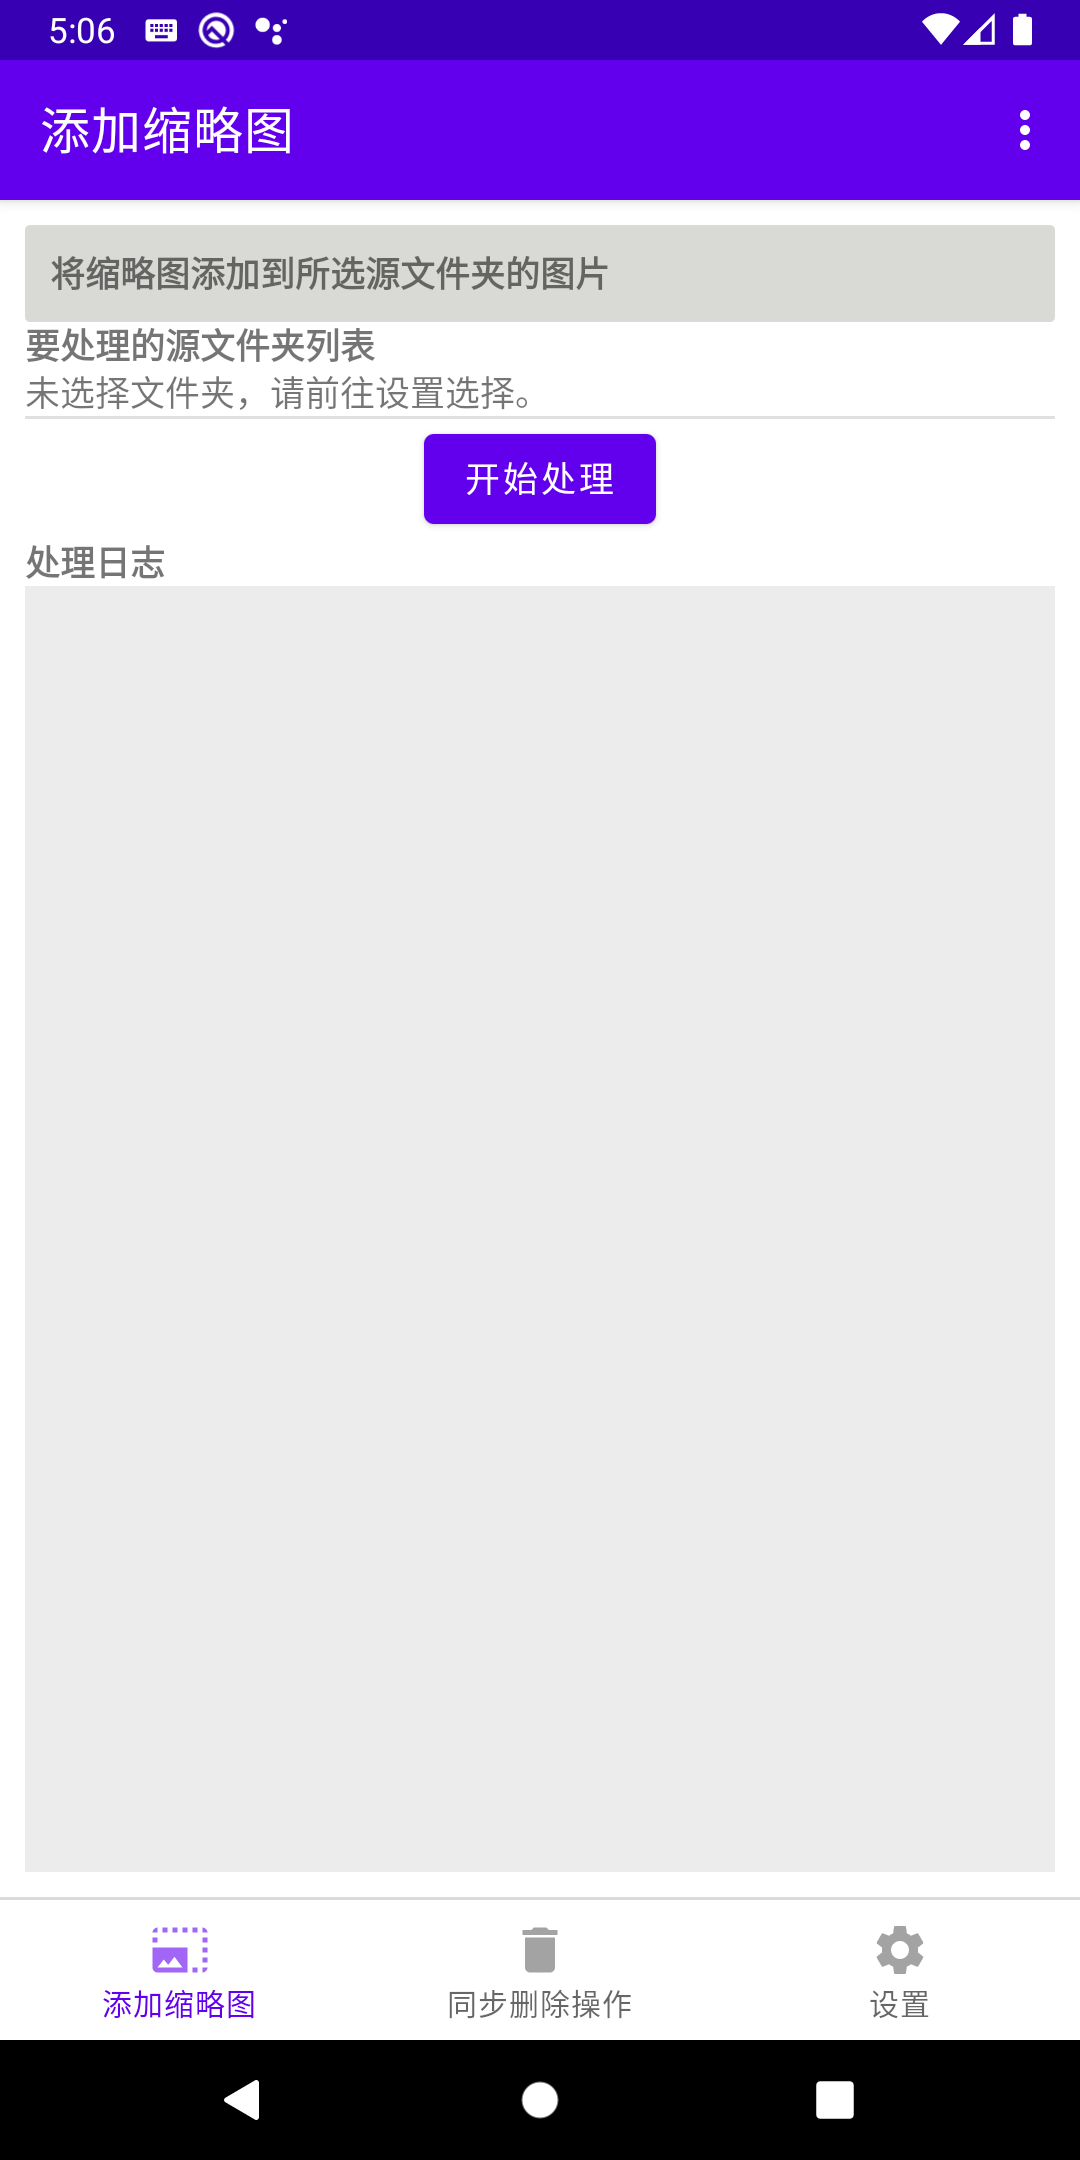 5:06
添加缩略图
将缩略图添加到所选源文件夹的图片
要处理的源文件夹列表
未选择文件夹，请前往设置选择。
开始处理
处理日志
添加缩略图
同步删除操作
设置